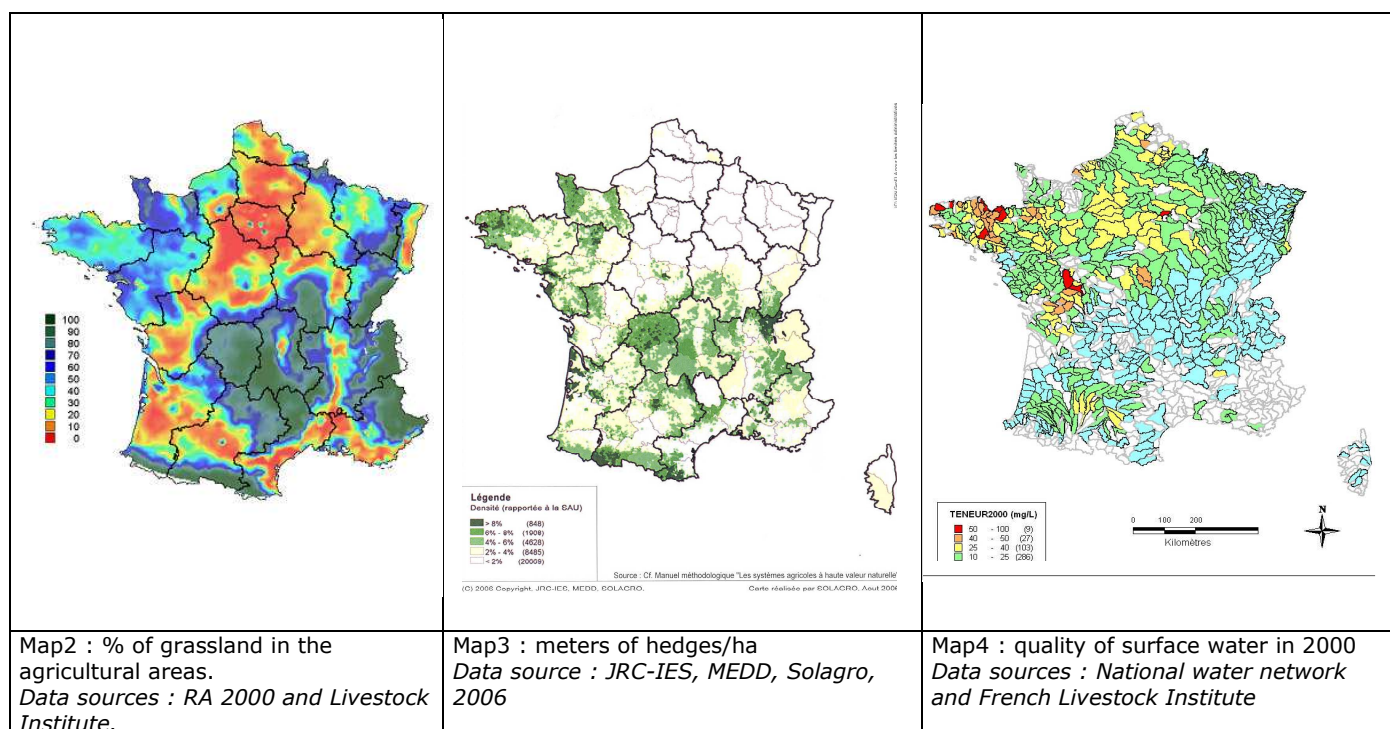 100
90
80
70
60
50
40
30
20
10
0
Légende
Densité (rapportée à la SAU)
> 8% (848)
6% - 8% (1908)
4% - 6% (4628)
2% - 4% (8485)
< 2% (20009)
Source : Cf. Manuel méthodologique "Les systèmes agricoles à haute valeur naturelle"
(C) 2006 Copyright, JRC-IES, MEDD, SOLAGRO.
Carte réalisée par SOLAGRO, Aout 2006
TENEUR2000 (mg/L)
50 - 100 (9)
40 - 50 (27)
25 - 40 (103)
10 - 25 (286)
0 100 200
Kilomètres
N
Map2 : % of grassland in the
agricultural areas.
Data sources : RA 2000 and Livestock
Institute.
Map3 : meters of hedges/ha
Data source : JRC-IES, MEDD, Solagro,
2006
Map4 : quality of surface water in 2000
Data sources : National water network
and French Livestock Institute